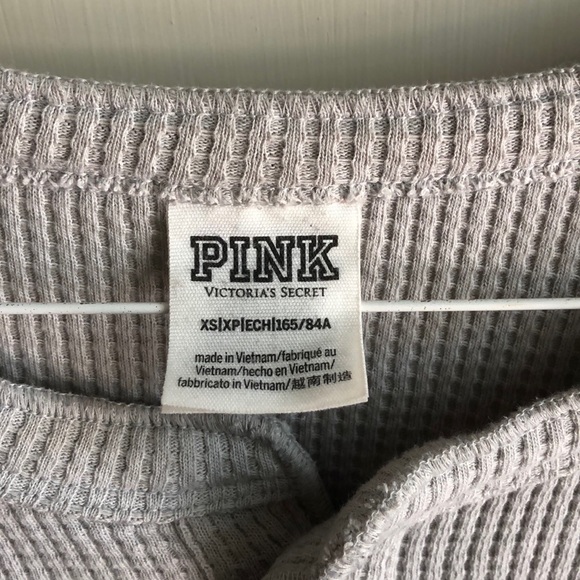 PINK
VICTORIA'S SECRET
XS|XP|ECH|165/84A
made in Vietnam/fabriqué au
Vietnam/hecho en Vietnam/
fabbricato in Vietnam/越南制造